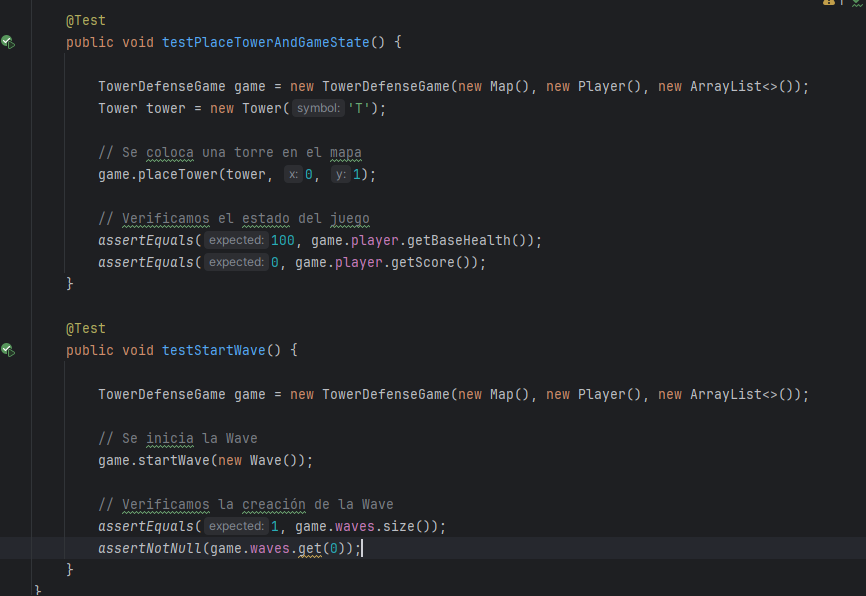 @Test
public void testPlaceTowerAndGameState() {
TowerDefenseGame game = new TowerDefenseGame(new Map(), new Player(), new ArrayList<>());
Tower tower = new Tower( symbol: 'T');
// Se coloca una torre en el mapa
game.placeTower(tower, x: 0, y: 1);
// Verificamos el estado del juego
assertEquals( expected: 100, game.player.getBaseHealth());
assertEquals( expected: 0, game.player.getScore());
}
@Test
public void testStartWave() {
TowerDefenseGame game = new TowerDefenseGame(new Map(), new Player(), new ArrayList<>());
// Se inicia la Wave
game.startWave(new Wave());
// Verificamos la creación de la Wave
assertEquals( expected: 1, game.waves.size());
assertNotNull(game.waves.get(0));
}
}